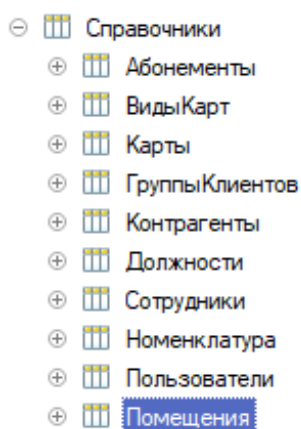 Справочники
Абонементы
ВидыКарт
Карты
ГруппыКлиентов
Контрагенты
Должности
Сотрудники
Номенклатура
Пользователи
Помещения